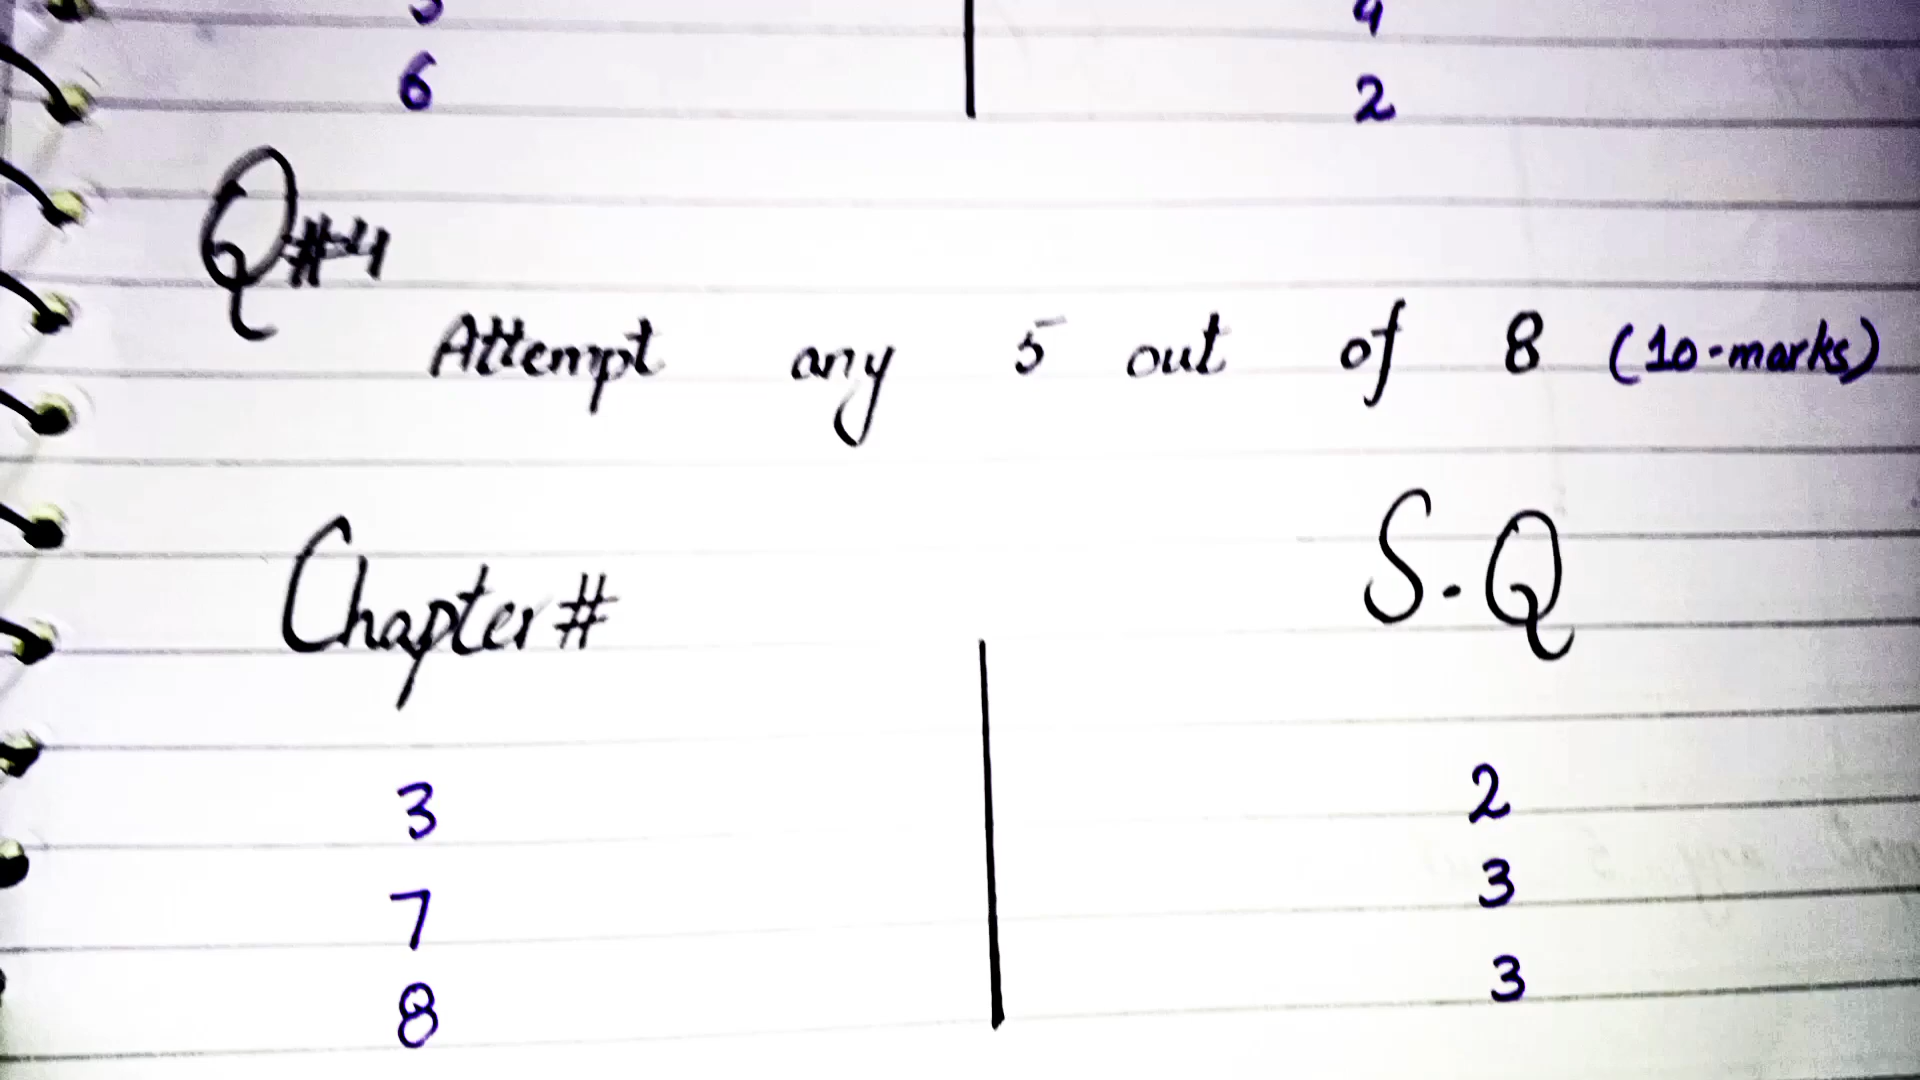 6 2
Q#4
Attempt any 5 out of 8 (10-marks)
Chapter# S.Q
3 2
7 3
8 3